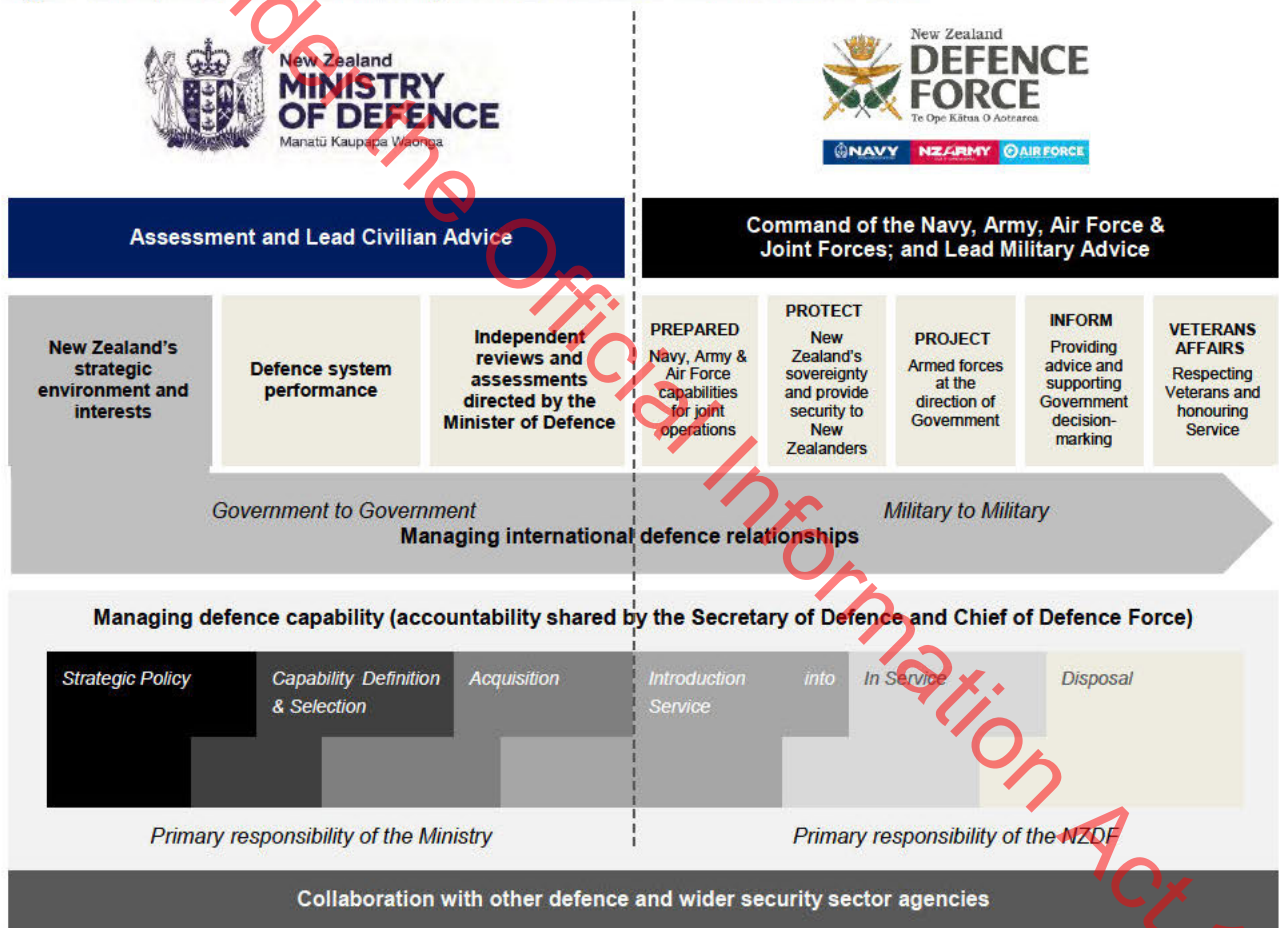 New Zealand
MINISTRY
OF DEFENCE
Manatū Kaupapa Waonga
New Zealand
DEFENCE
FORCE
Te Ope Kātua O Aotearoa
NAVY NZARMY AIR FORCE
Assessment and Lead Civilian Advice
Command of the Navy, Army, Air Force &
Joint Forces; and Lead Military Advice
New Zealand's
strategic
environment and
interests
Defence system
performance
Independent
reviews and
assessments
directed by the
Minister of Defence
PREPARED
Navy, Army &
Air Force
capabilities
for joint
operations
PROTECT
New
Zealand's
sovereignty
and provide
security to
New
Zealanders
PROJECT
Armed forces
at the
direction of
Government
INFORM
Providing
advice and
supporting
Government
decision-
marking
VETERANS
AFFAIRS
Respecting
Veterans and
honouring
Service
Government to Government
Military to Military
Managing international defence relationships
Managing defence capability (accountability shared by the Secretary of Defence and Chief of Defence Force)
Strategic Policy
Capability Definition
& Selection
Acquisition
Introduction into
Service
In Service
Disposal
Primary responsibility of the Ministry
Primary responsibility of the NZDF
Collaboration with other defence and wider security sector agencies
the Official Information Act